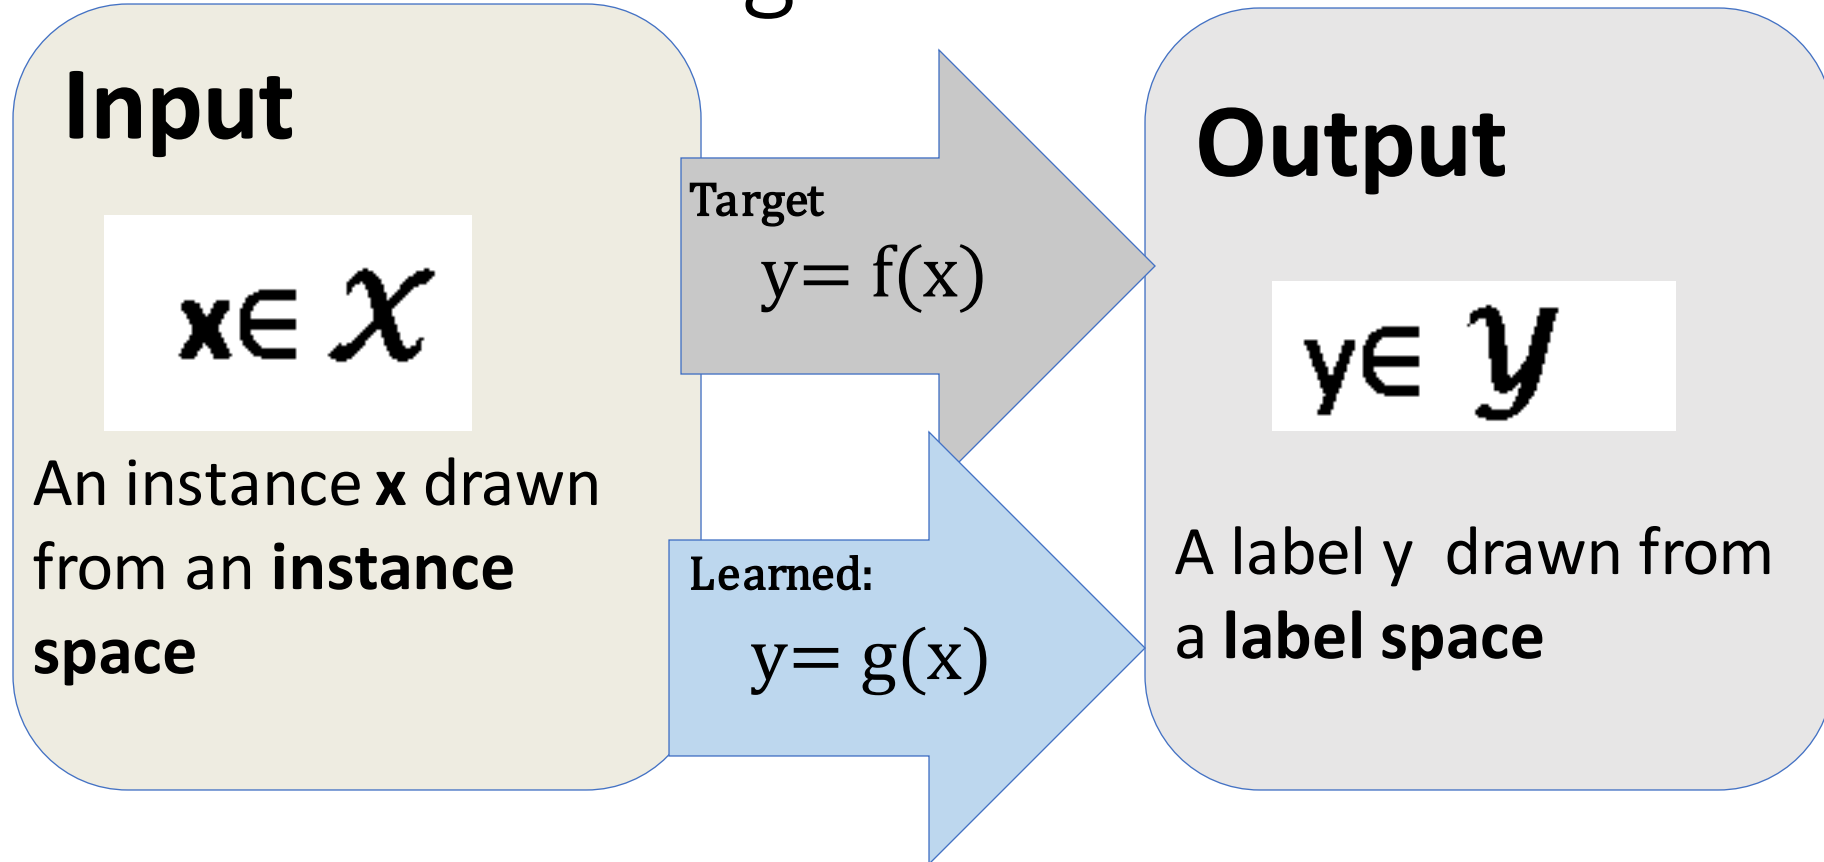 Input
x∈ 𝒳
An instance x drawn
from an instance
space
Target
y= f(x)
Learned:
y= g(x)
Output
y∈ 𝒴
A label y drawn from
a label space